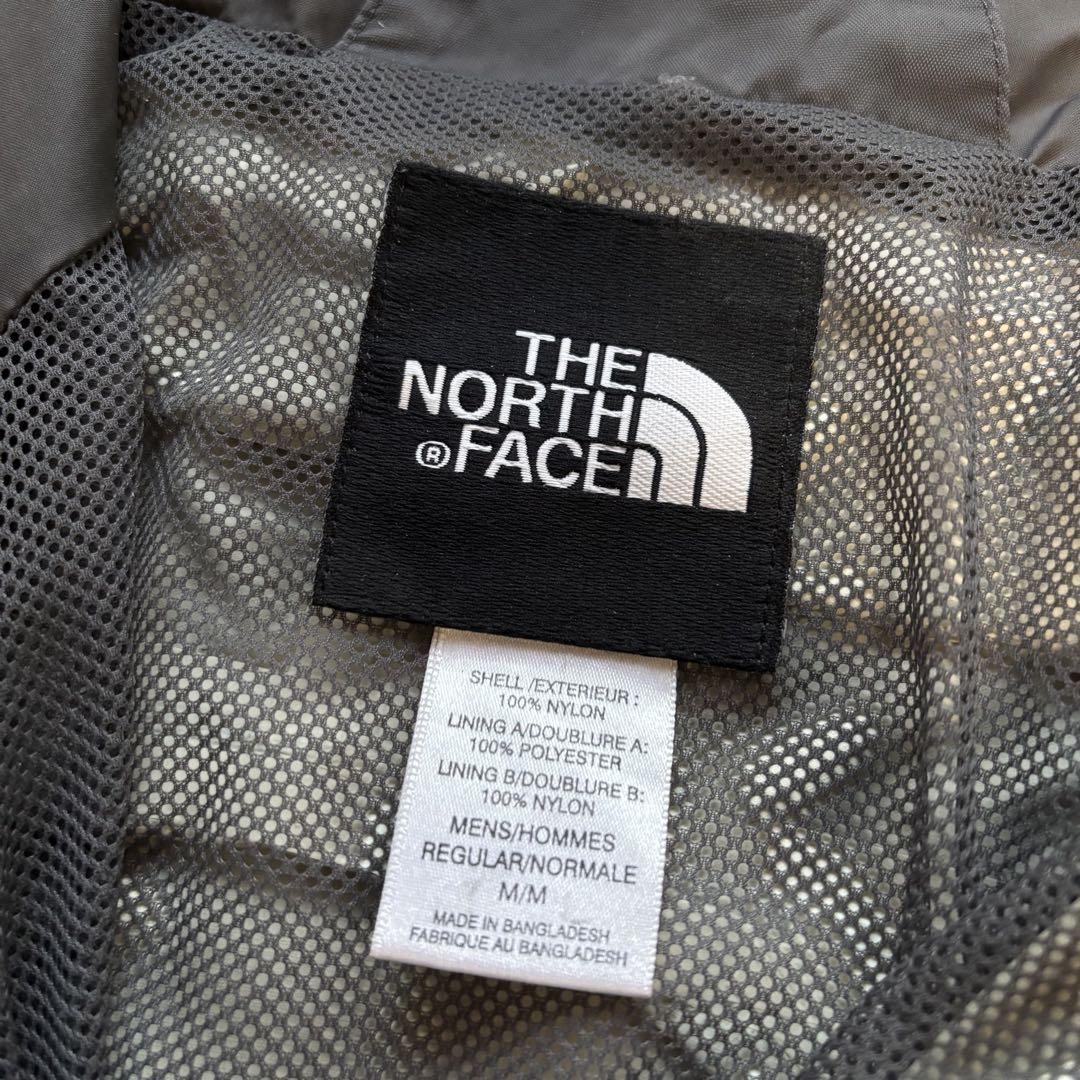 THE
NORTH
® FACE
SHELL /EXTERIEUR :
100% NYLON
LINING A/DOUBLURE A:
100% POLYESTER
LINING B/DOUBLURE B:
100% NYLON
MENS/HOMMES
REGULAR/NORMALE
M/M
MADE IN BANGLADESH
FABRIQUE AU BANGLADESH